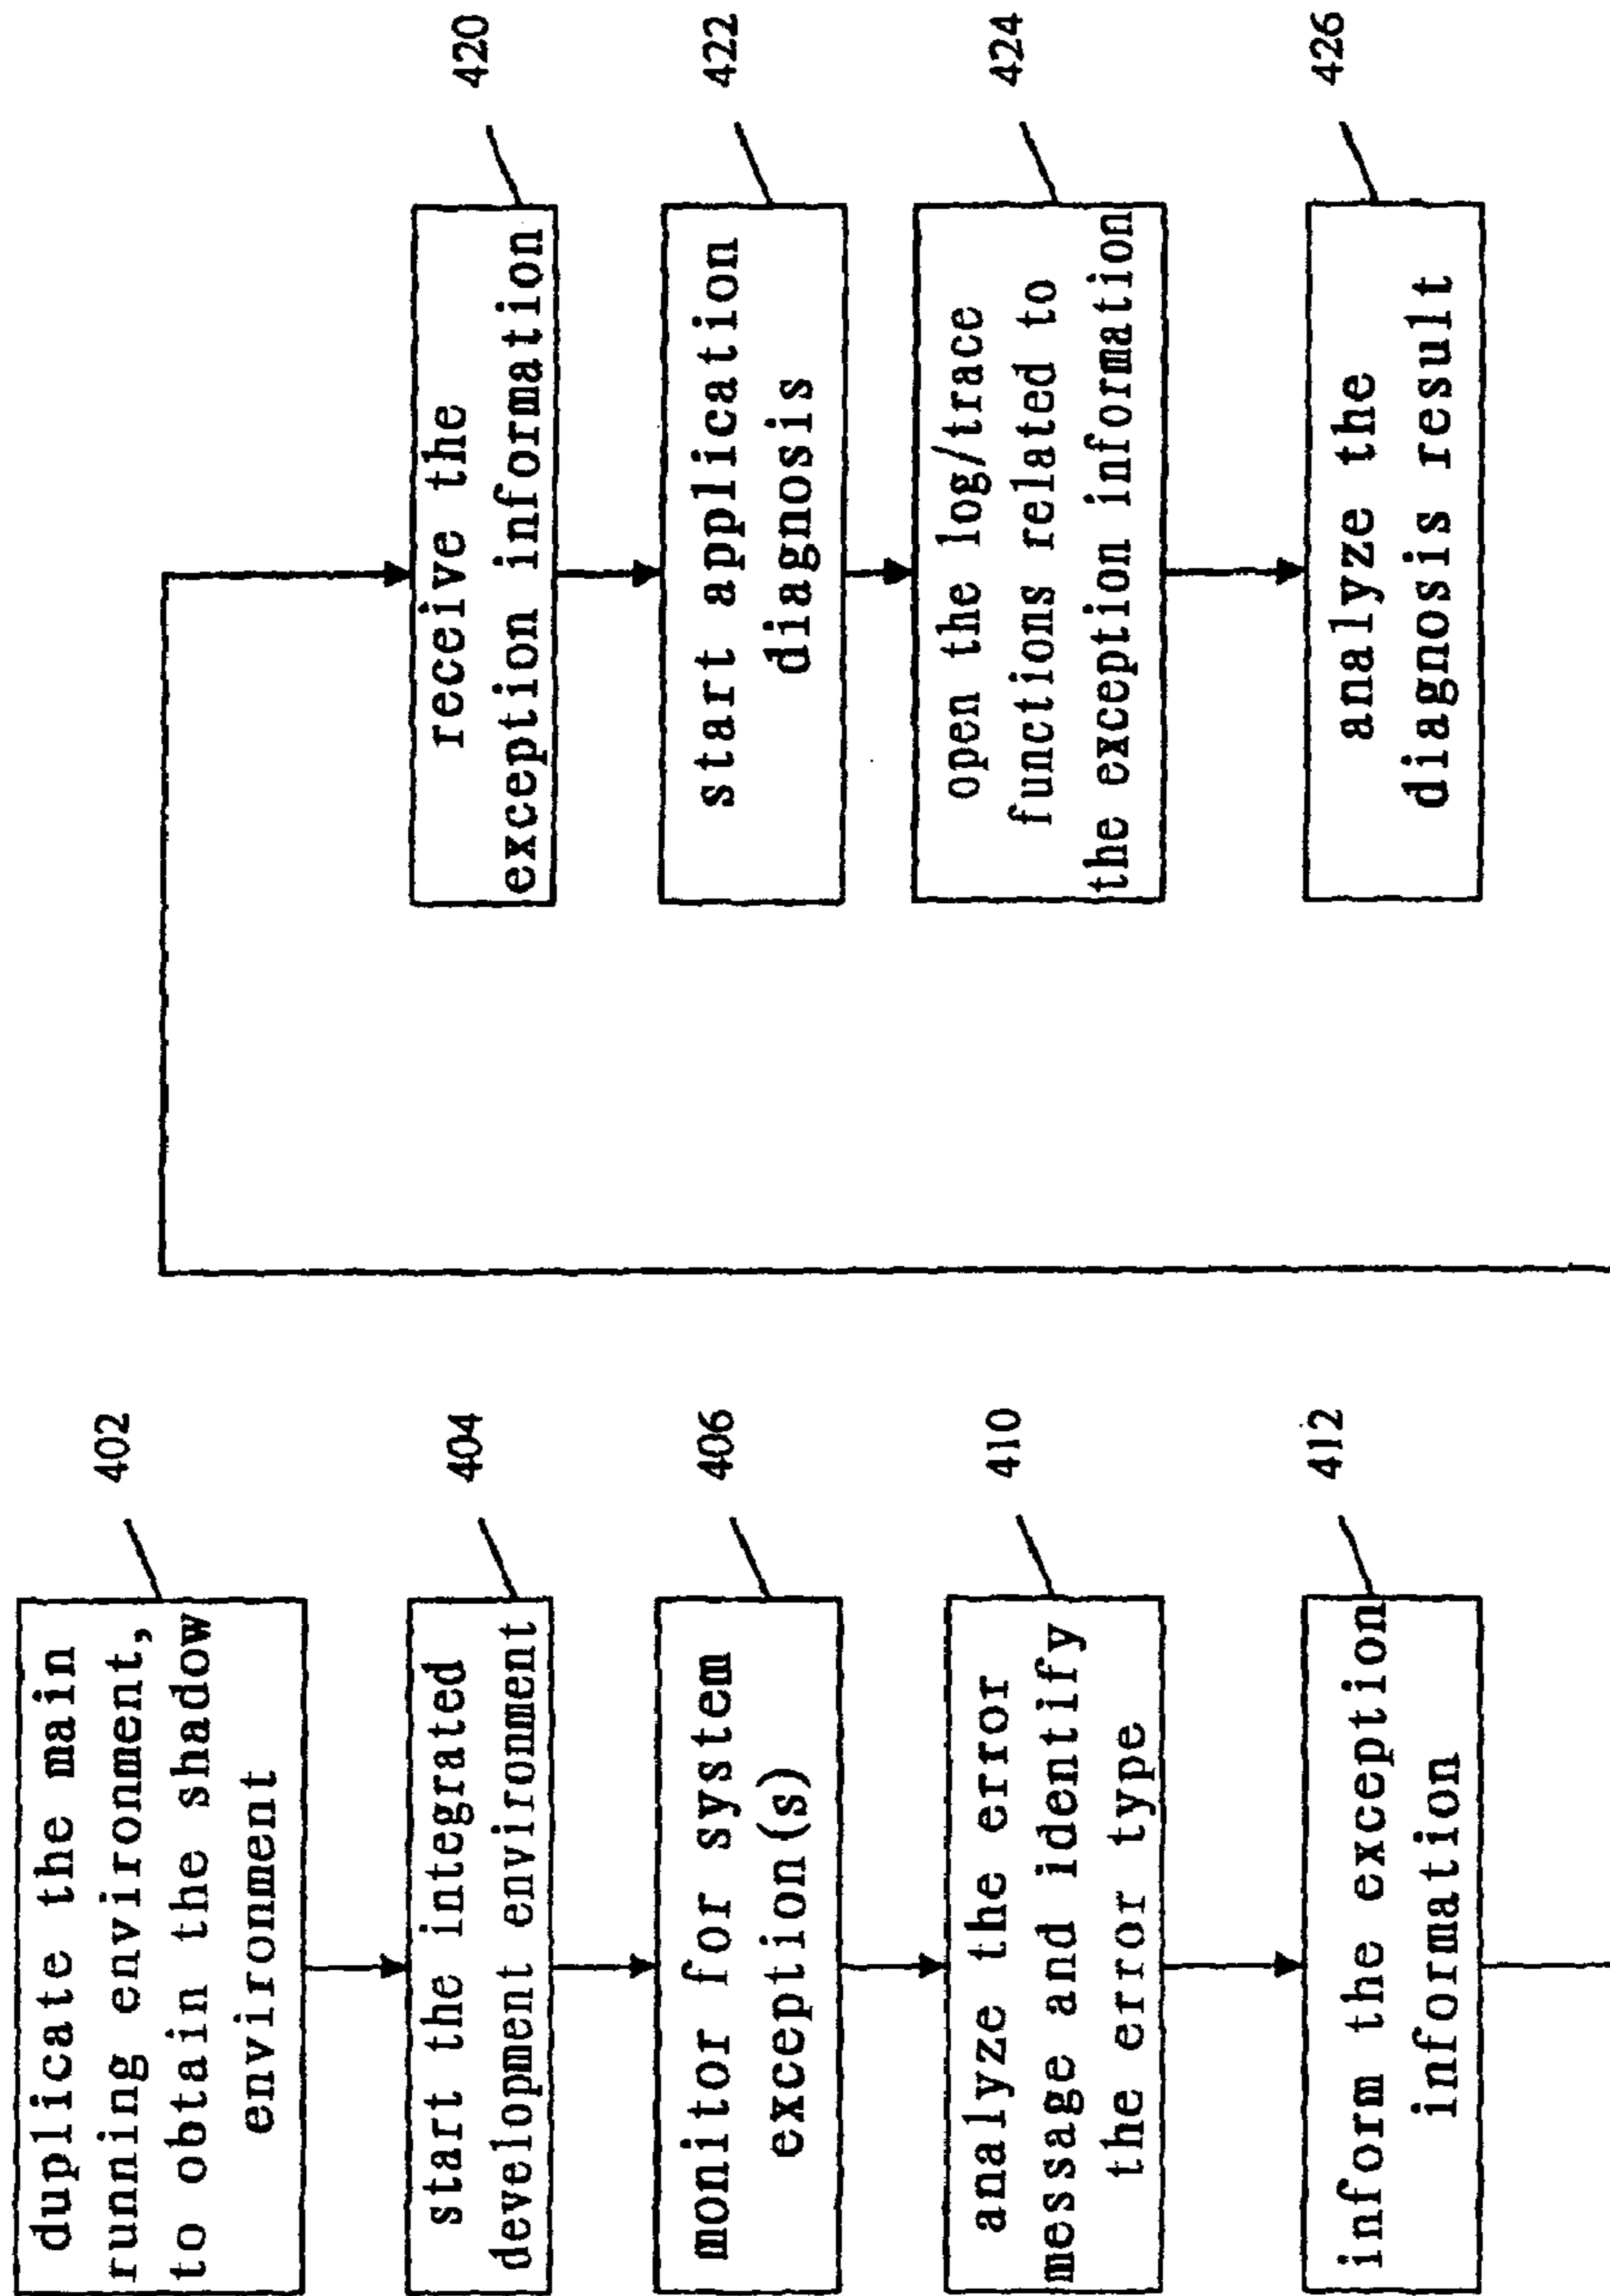 duplicate the main
running environment,
to obtain the shadow
environment
402
start the integrated
development environment
404
monitor for system
exception(s)
406
analyze the error
message and identify
the error type
410
inform the exception
information
412
receive the
exception information
420
start application
diagnosis
422
open the log/trace
functions related to
the exception information
424
analyze the
diagnosis result
426